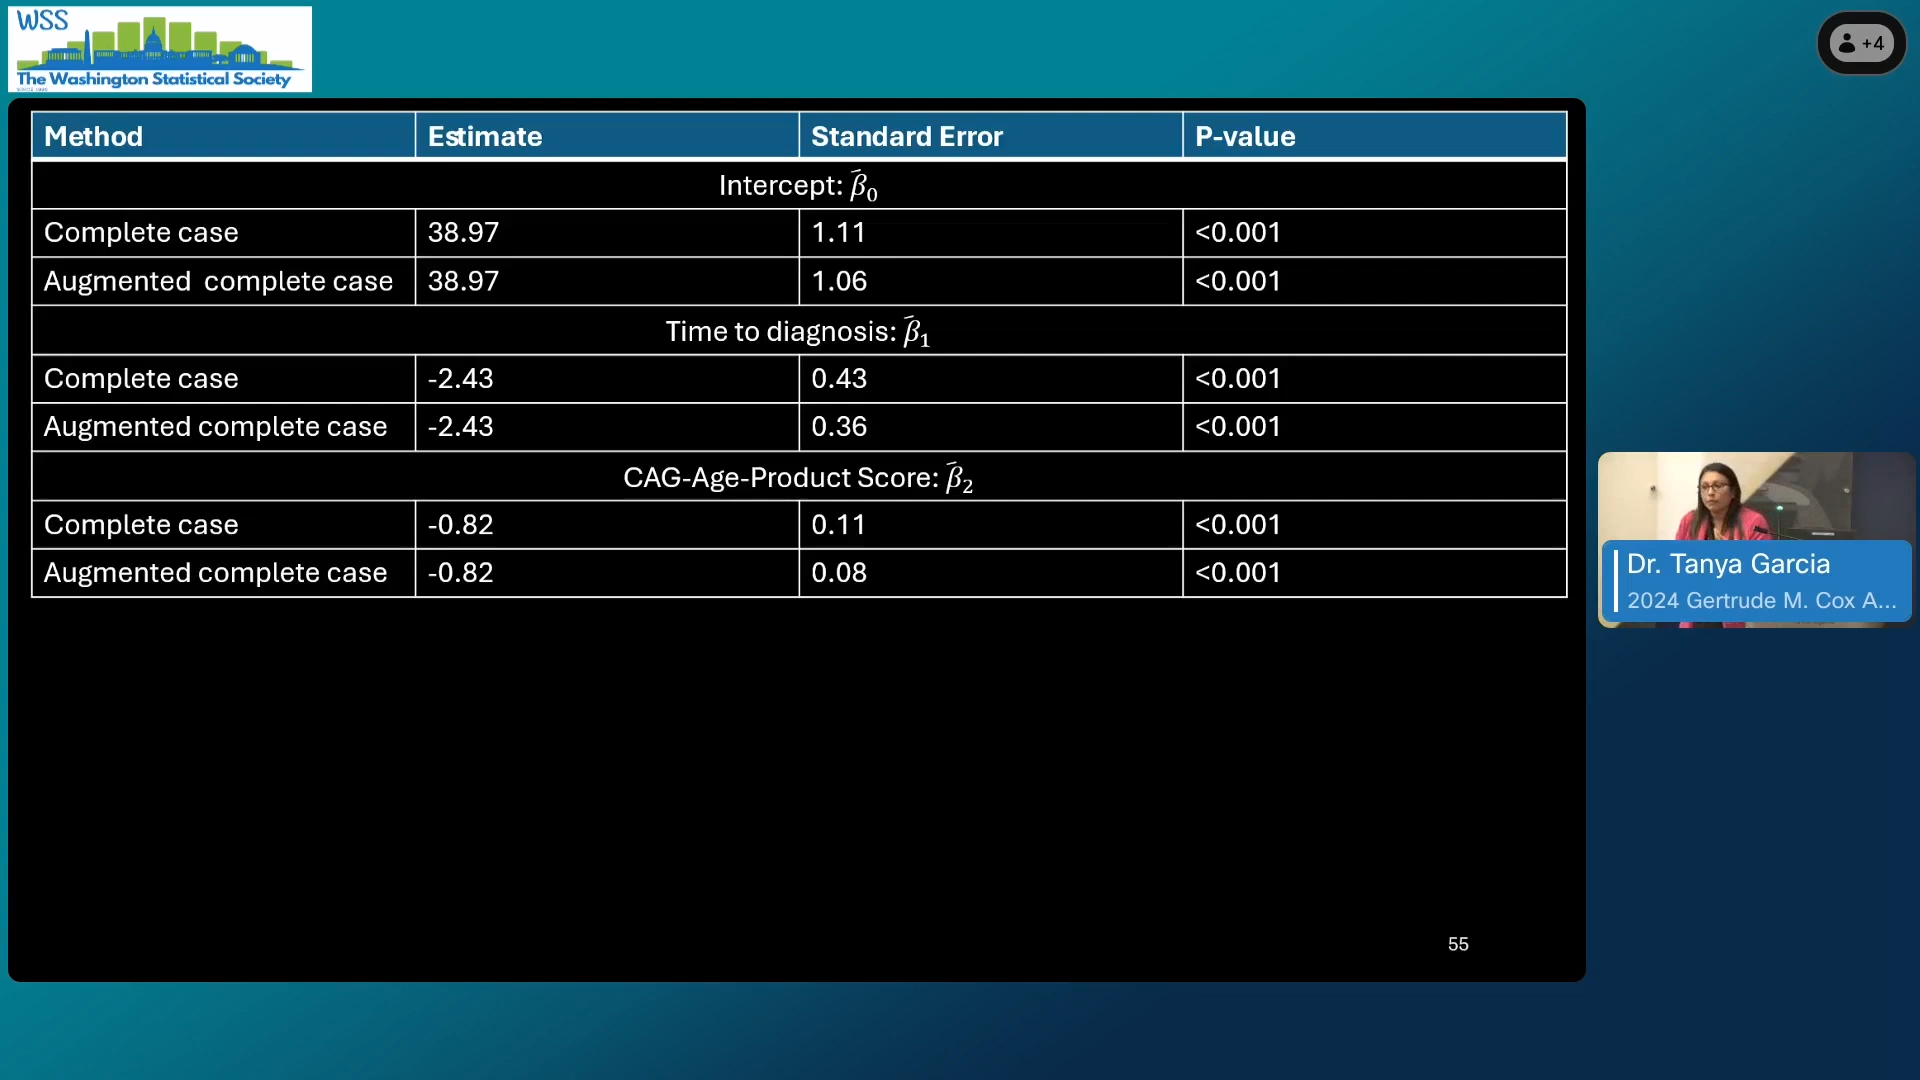 WSS
The Washington Statistical Society
+4
Method Estimate Standard Error P-value
Intercept: β̄₀
Complete case 38.97 1.11 <0.001
Augmented complete case 38.97 1.06 <0.001
Time to diagnosis: β̄₁
Complete case -2.43 0.43 <0.001
Augmented complete case -2.43 0.36 <0.001
CAG-Age-Product Score: β̄₂
Complete case -0.82 0.11 <0.001
Augmented complete case -0.82 0.08 <0.001
55
Dr. Tanya Garcia
2024 Gertrude M. Cox A...